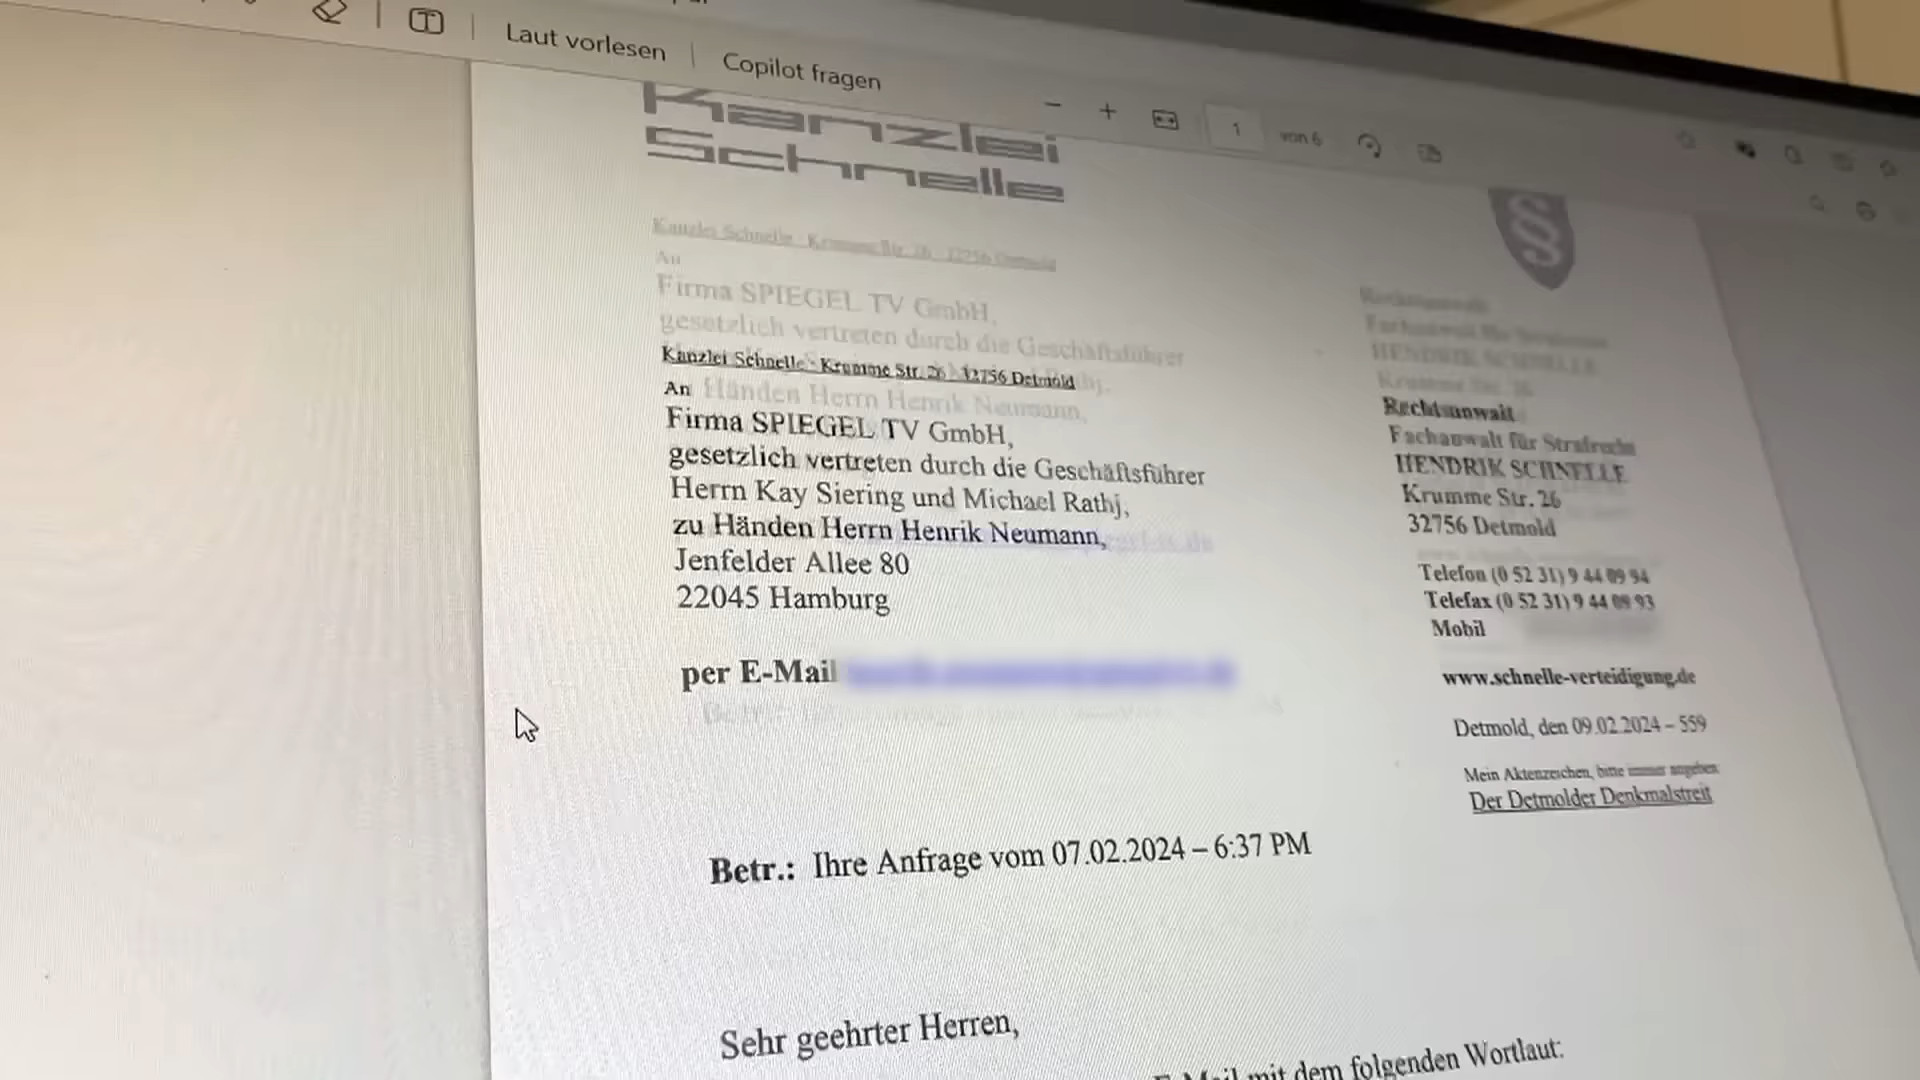 Laut vorlesen
Copilot fragen
1 von 6
Kanzlei
Schnelle
Kanzlei Schnelle - Krumme Str. 26 - 32756 Detmold
An
Firma SPIEGEL TV GmbH,
gesetzlich vertreten durch die Geschäftsführer
Herrn Kay Siering und Michael Rathj,
zu Händen Herrn Henrik Neumann,
Jenfelder Allee 80
22045 Hamburg
per E-Mail
Rechtsanwalt
Fachanwalt für Strafrecht
HENDRIK SCHNELLE
Krumme Str. 26
32756 Detmold
Telefon (0 52 31) 9 44 09 94
Telefax (0 52 31) 9 44 09 93
Mobil
www.schnelle-verteidigung.de
Detmold, den 09.02.2024 – 559
Mein Aktenzeichen, bitte immer angeben
Der Detmolder Denkmalstreit
Betr.: Ihre Anfrage vom 07.02.2024 – 6:37 PM
Sehr geehrter Herren,
E-Mail mit dem folgenden Wortlaut: